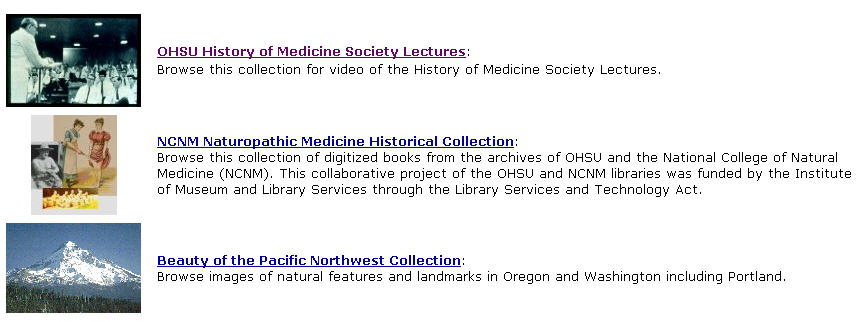 OHSU History of Medicine Society Lectures:
Browse this collection for video of the History of Medicine Society Lectures.
NCNM Naturopathic Medicine Historical Collection:
Browse this collection of digitized books from the archives of OHSU and the National College of Natural
Medicine (NCNM). This collaborative project of the OHSU and NCNM libraries was funded by the Institute
of Museum and Library Services through the Library Services and Technology Act.
Beauty of the Pacific Northwest Collection:
Browse images of natural features and landmarks in Oregon and Washington including Portland.